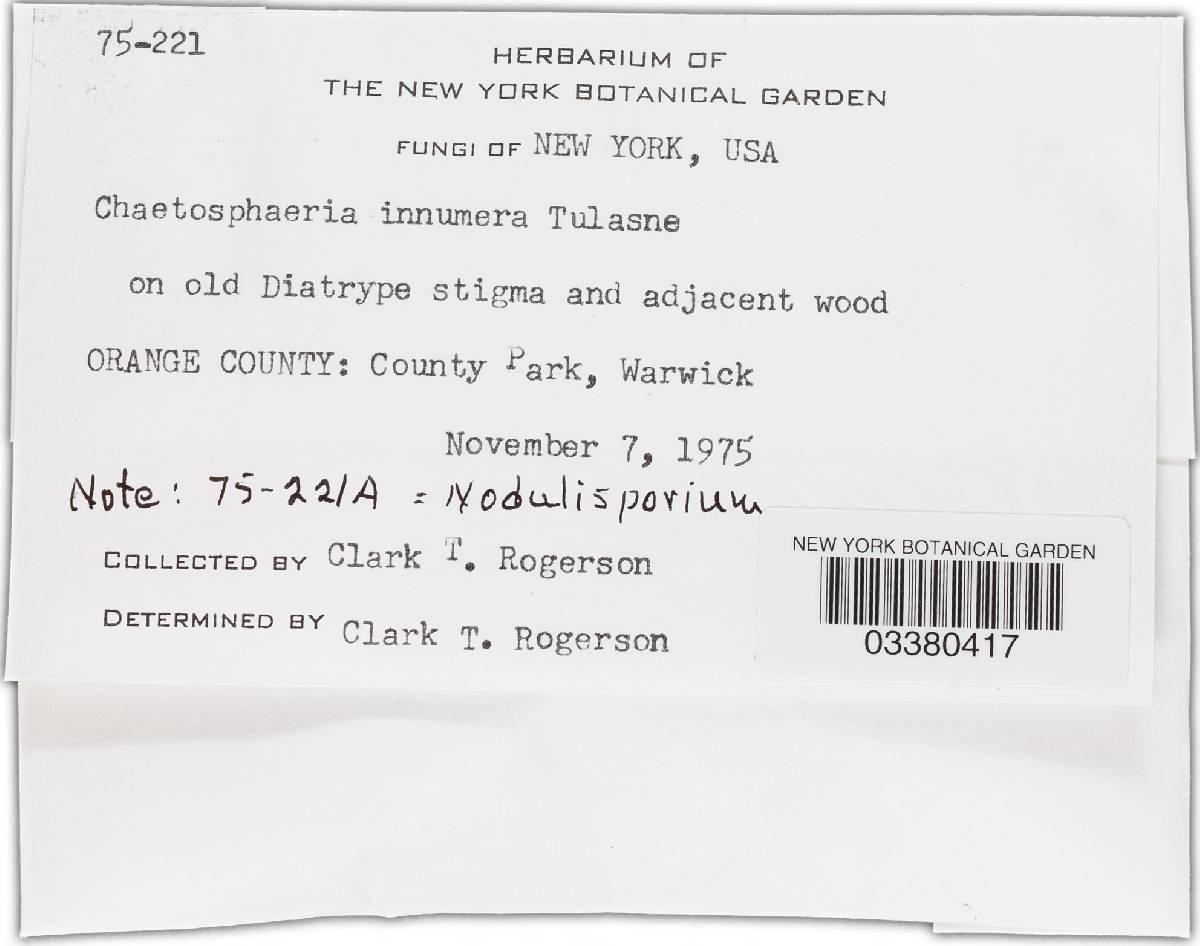 75-221
HERBARIUM OF
THE NEW YORK BOTANICAL GARDEN
FUNGI OF NEW YORK, USA
Chaetosphaeria innumera Tulasne
on old Diatrype stigma and adjacent wood
ORANGE COUNTY: County Park, Warwick
November 7, 1975
Note: 75-221A = Nodulisporium
COLLECTED BY Clark T. Rogerson
DETERMINED BY Clark T. Rogerson
NEW YORK BOTANICAL GARDEN
03380417